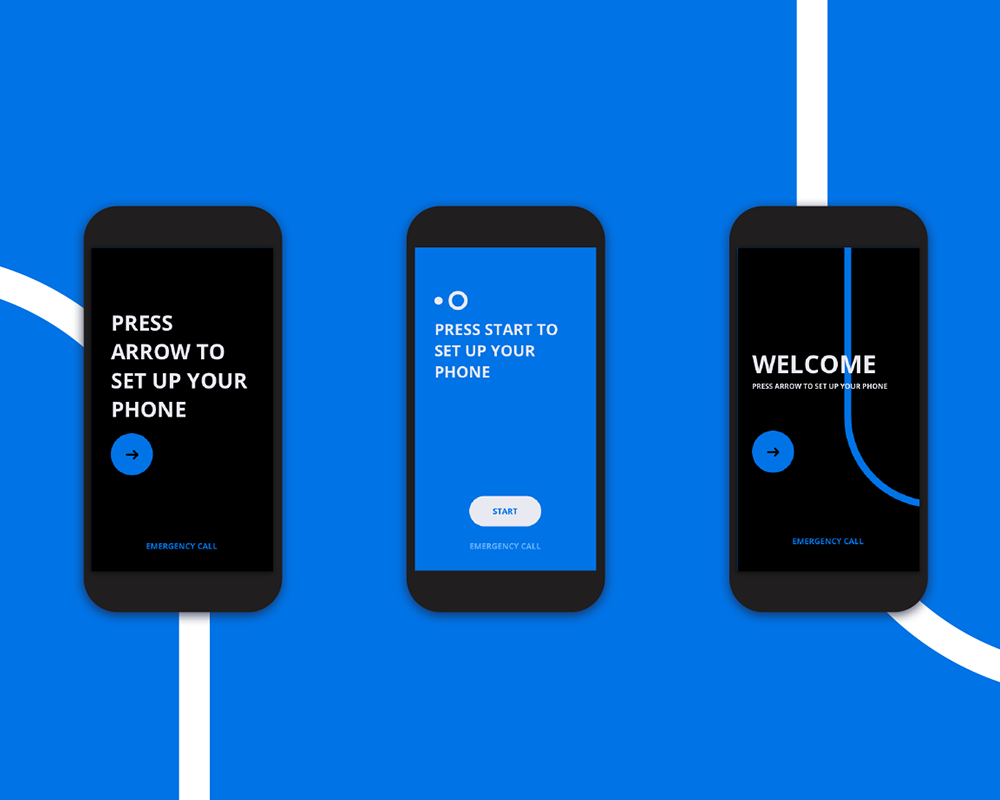 PRESS
ARROW TO
SET UP YOUR
PHONE
EMERGENCY CALL
PRESS START TO
SET UP YOUR
PHONE
START
EMERGENCY CALL
WELCOME
PRESS ARROW TO SET UP YOUR PHONE
EMERGENCY CALL